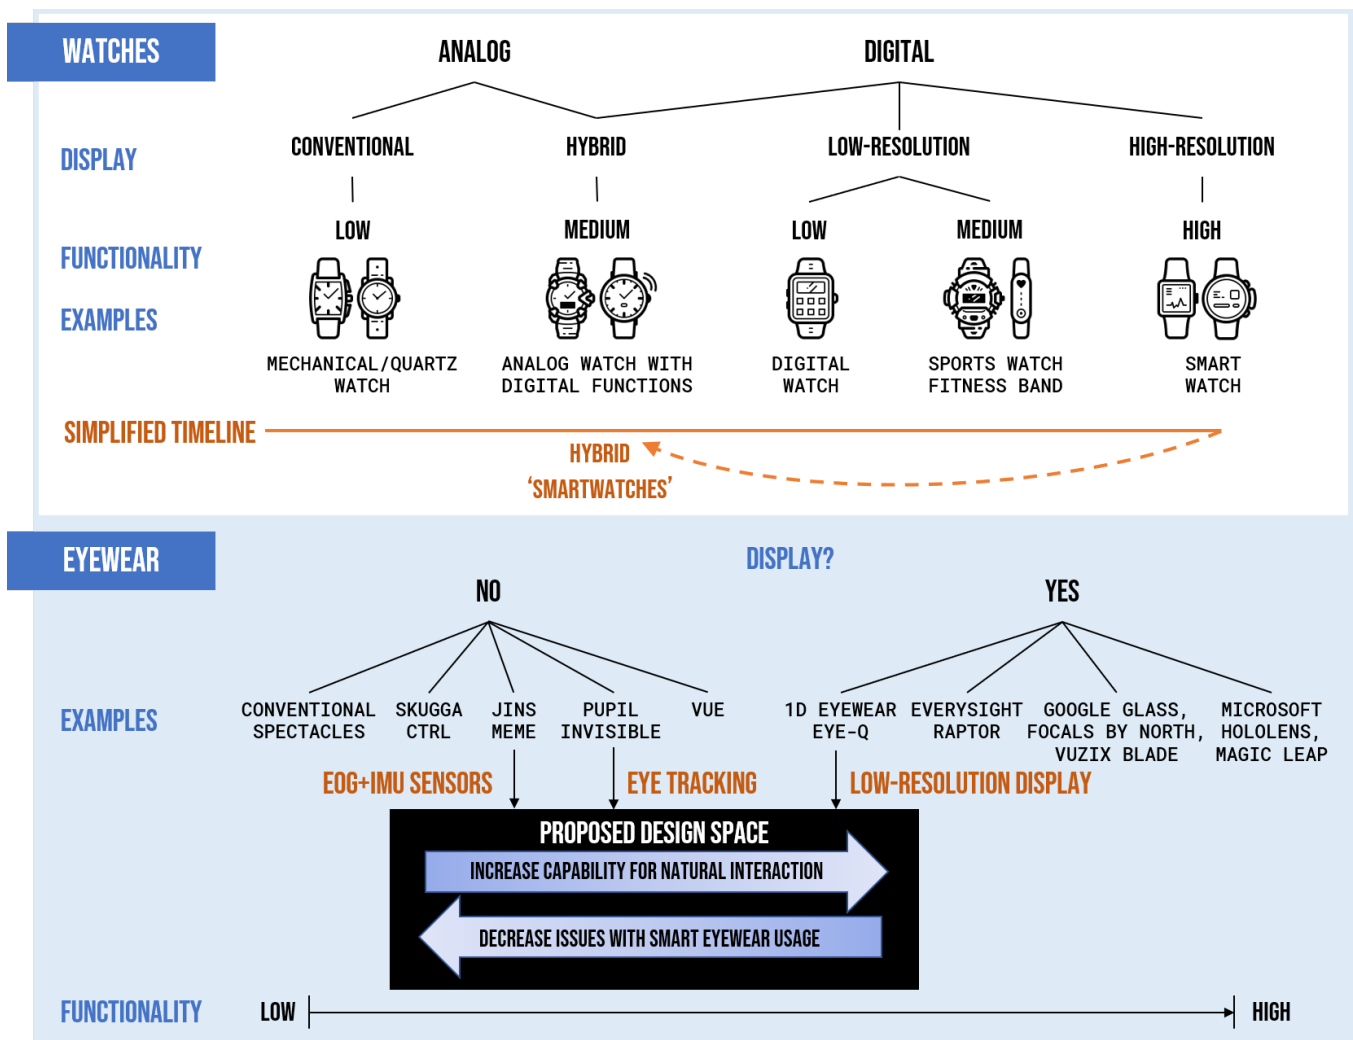 WATCHES
ANALOG
DIGITAL
DISPLAY
CONVENTIONAL
HYBRID
LOW-RESOLUTION
HIGH-RESOLUTION
FUNCTIONALITY
LOW
MEDIUM
LOW
MEDIUM
HIGH
EXAMPLES
MECHANICAL/QUARTZ
WATCH
ANALOG WATCH WITH
DIGITAL FUNCTIONS
DIGITAL
WATCH
SPORTS WATCH
FITNESS BAND
SMART
WATCH
SIMPLIFIED TIMELINE
HYBRID
‘SMARTWATCHES’
EYEWEAR
DISPLAY?
NO
YES
EXAMPLES
CONVENTIONAL
SPECTACLES
SKUGGA
CTRL
JINS
MEME
PUPIL
INVISIBLE
VUE
1D EYEWEAR
EYE-Q
EVERYSIGHT
RAPTOR
GOOGLE GLASS,
FOCALS BY NORTH,
VUZIX BLADE
MICROSOFT
HOLOLENS,
MAGIC LEAP
EOG+IMU SENSORS
EYE TRACKING
LOW-RESOLUTION DISPLAY
PROPOSED DESIGN SPACE
INCREASE CAPABILITY FOR NATURAL INTERACTION
DECREASE ISSUES WITH SMART EYEWEAR USAGE
FUNCTIONALITY
LOW
HIGH